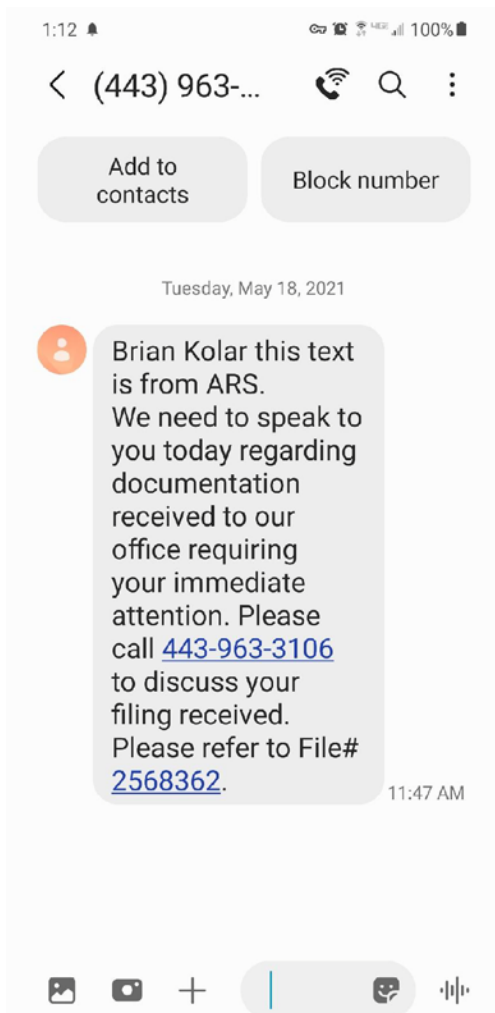 1:12
100%
(443) 963-...
Add to
contacts
Block number
Tuesday, May 18, 2021
Brian Kolar this text
is from ARS.
We need to speak to
you today regarding
documentation
received to our
office requiring
your immediate
attention. Please
call 443-963-3106
to discuss your
filing received.
Please refer to File#
2568362.
11:47 AM